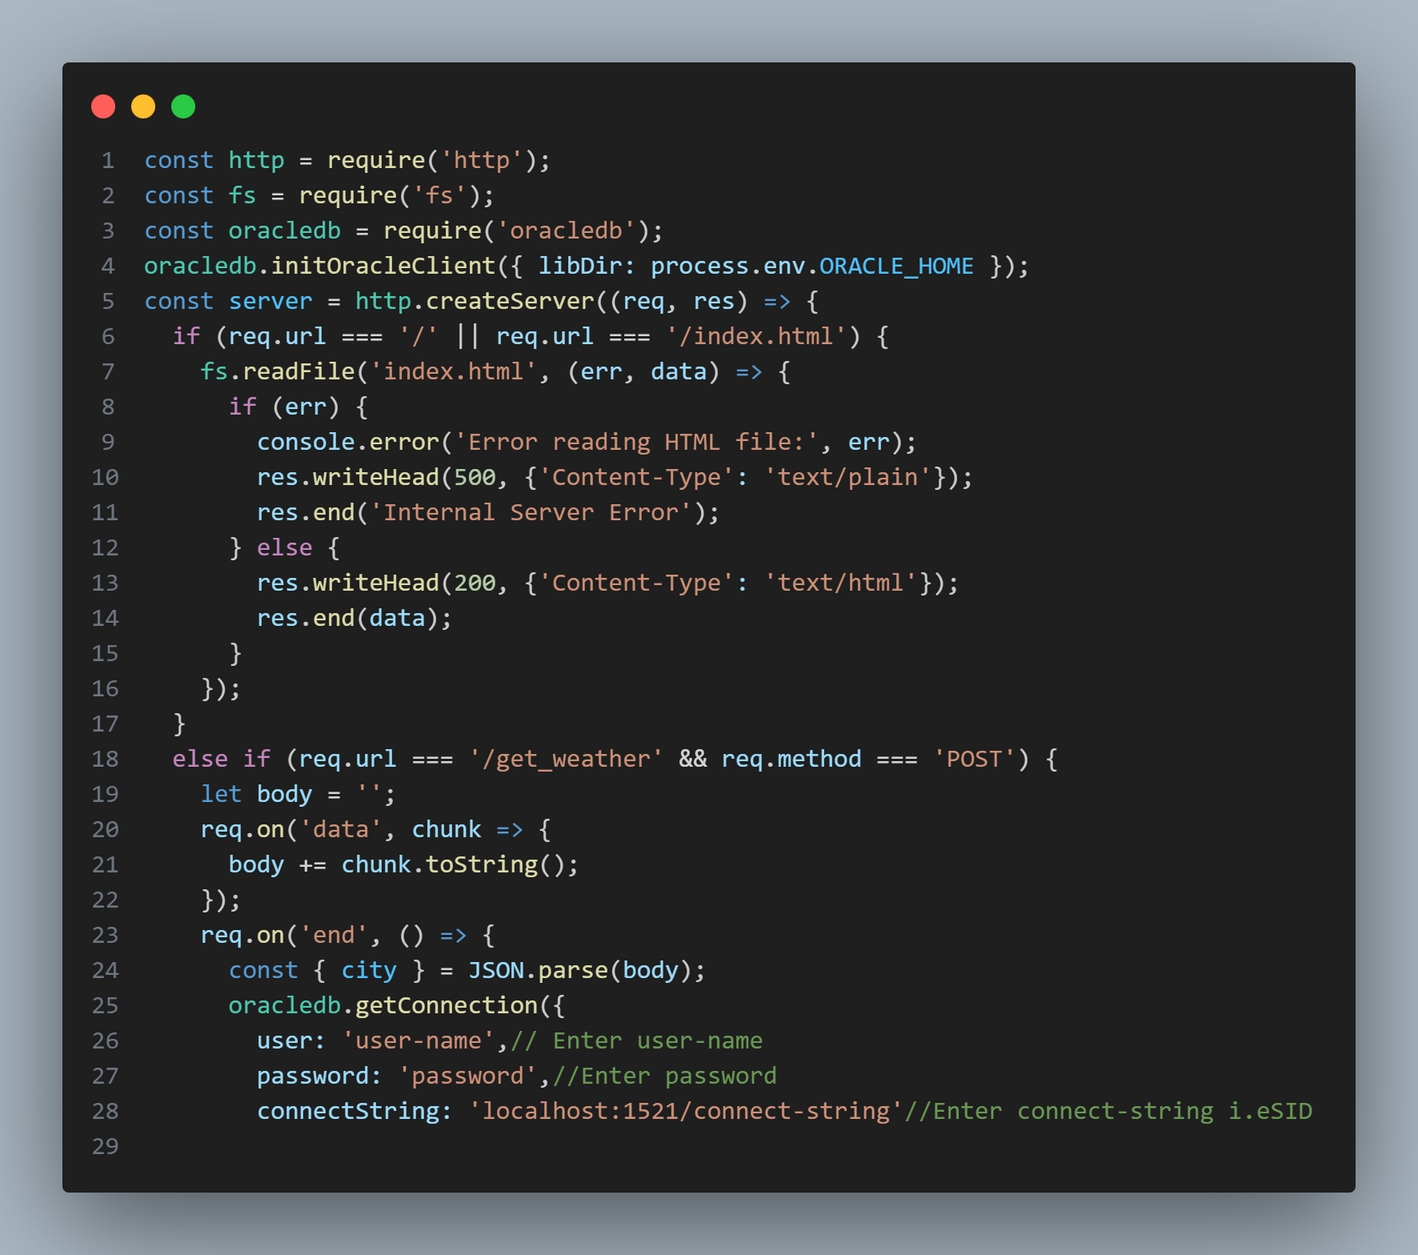 1 const http = require('http');
2 const fs = require('fs');
3 const oracledb = require('oracledb');
4 oracledb.initOracleClient({ libDir: process.env.ORACLE_HOME });
5 const server = http.createServer((req, res) => {
6   if (req.url === '/' || req.url === '/index.html') {
7     fs.readFile('index.html', (err, data) => {
8       if (err) {
9         console.error('Error reading HTML file:', err);
10         res.writeHead(500, {'Content-Type': 'text/plain'});
11         res.end('Internal Server Error');
12       } else {
13         res.writeHead(200, {'Content-Type': 'text/html'});
14         res.end(data);
15       }
16     });
17   }
18   else if (req.url === '/get_weather' && req.method === 'POST') {
19     let body = '';
20     req.on('data', chunk => {
21       body += chunk.toString();
22     });
23     req.on('end', () => {
24       const { city } = JSON.parse(body);
25       oracledb.getConnection({
26         user: 'user-name',// Enter user-name
27         password: 'password',//Enter password
28         connectString: 'localhost:1521/connect-string'//Enter connect-string i.eSID
29